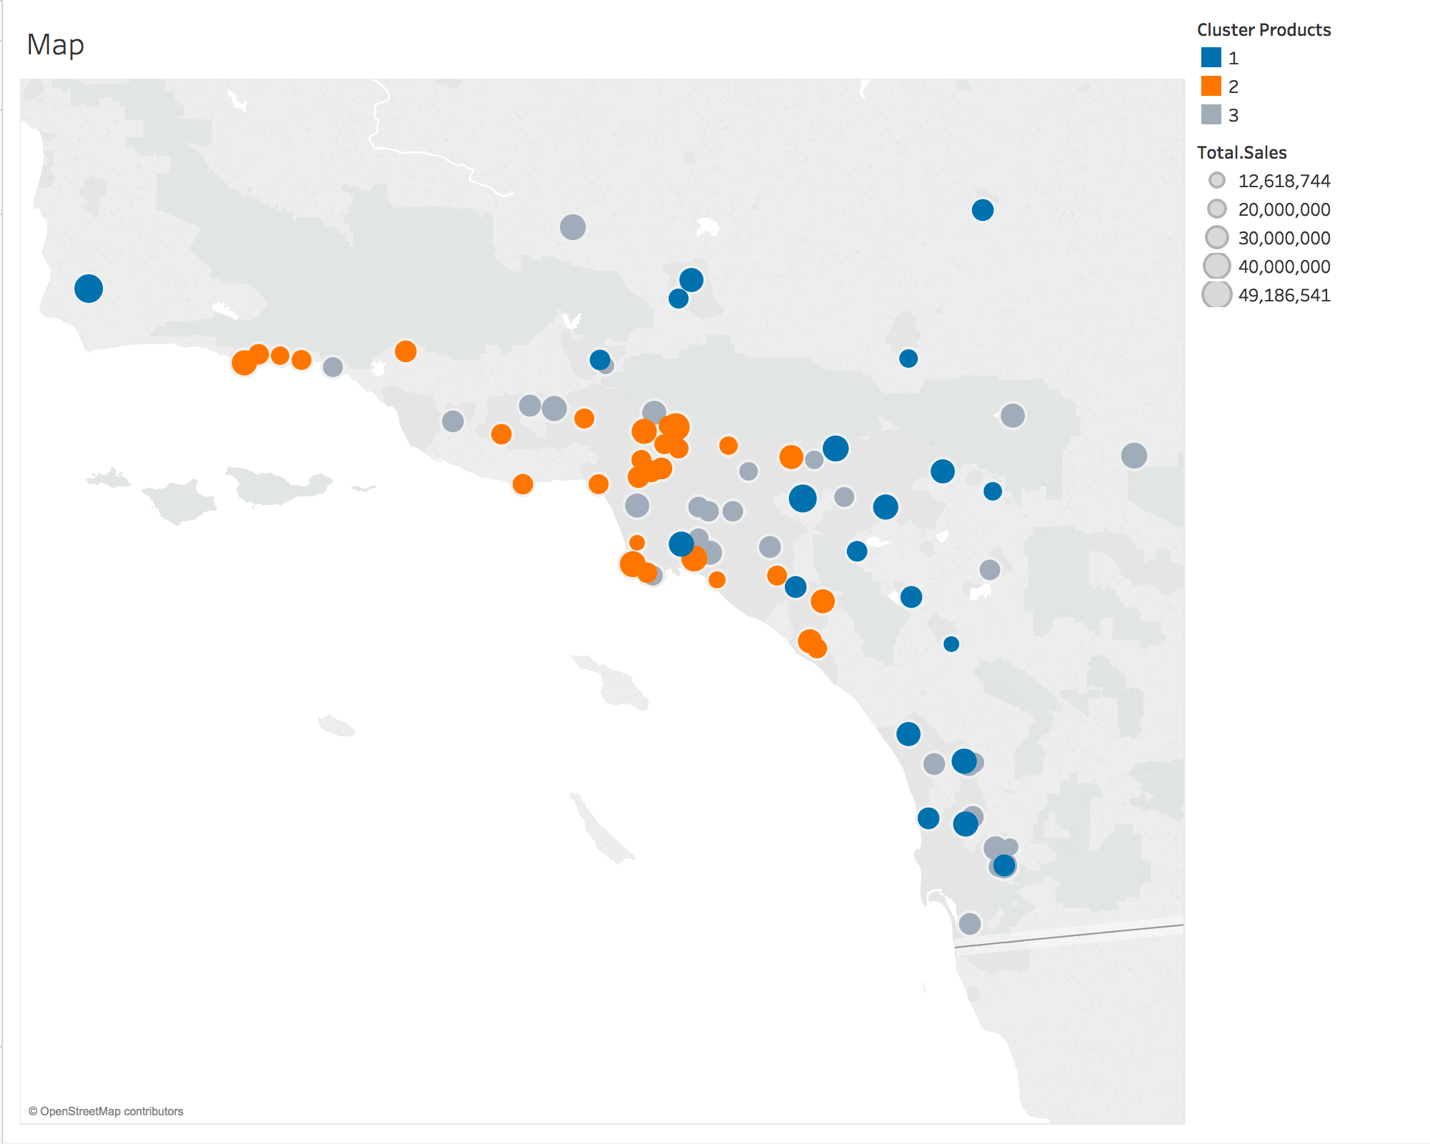 Map
Cluster Products
1
2
3
Total.Sales
12,618,744
20,000,000
30,000,000
40,000,000
49,186,541
© OpenStreetMap contributors